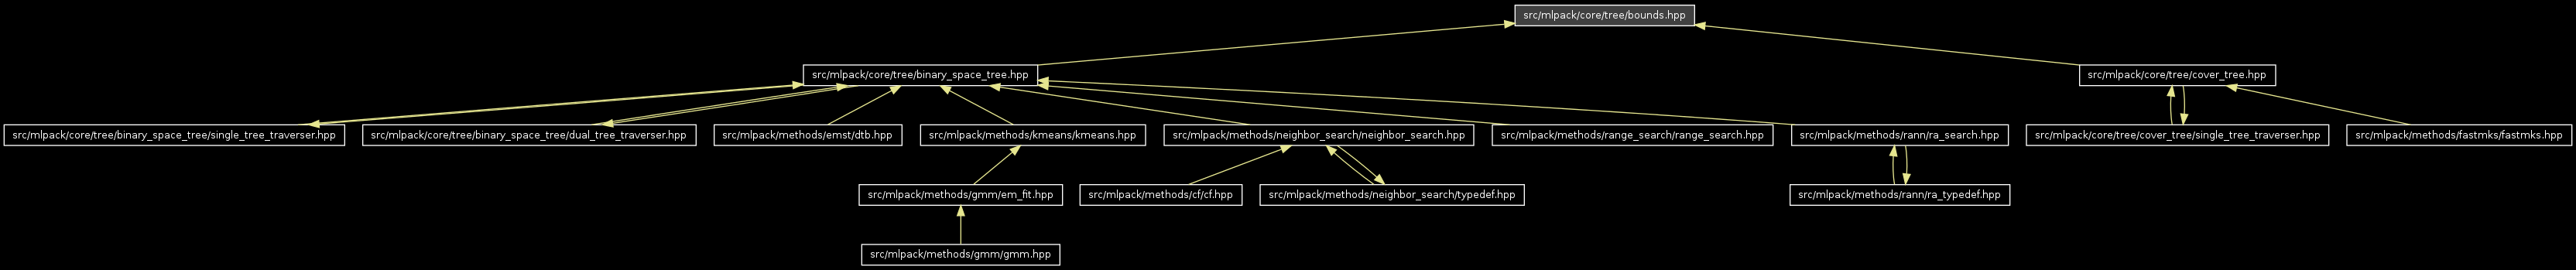 src/mlpack/core/tree/bounds.hpp
src/mlpack/core/tree/binary_space_tree.hpp
src/mlpack/core/tree/cover_tree.hpp
src/mlpack/core/tree/binary_space_tree/single_tree_traverser.hpp
src/mlpack/core/tree/binary_space_tree/dual_tree_traverser.hpp
src/mlpack/methods/emst/dtb.hpp
src/mlpack/methods/kmeans/kmeans.hpp
src/mlpack/methods/neighbor_search/neighbor_search.hpp
src/mlpack/methods/range_search/range_search.hpp
src/mlpack/methods/rann/ra_search.hpp
src/mlpack/core/tree/cover_tree/single_tree_traverser.hpp
src/mlpack/methods/fastmks/fastmks.hpp
src/mlpack/methods/gmm/em_fit.hpp
src/mlpack/methods/cf/cf.hpp
src/mlpack/methods/neighbor_search/typedef.hpp
src/mlpack/methods/rann/ra_typedef.hpp
src/mlpack/methods/gmm/gmm.hpp